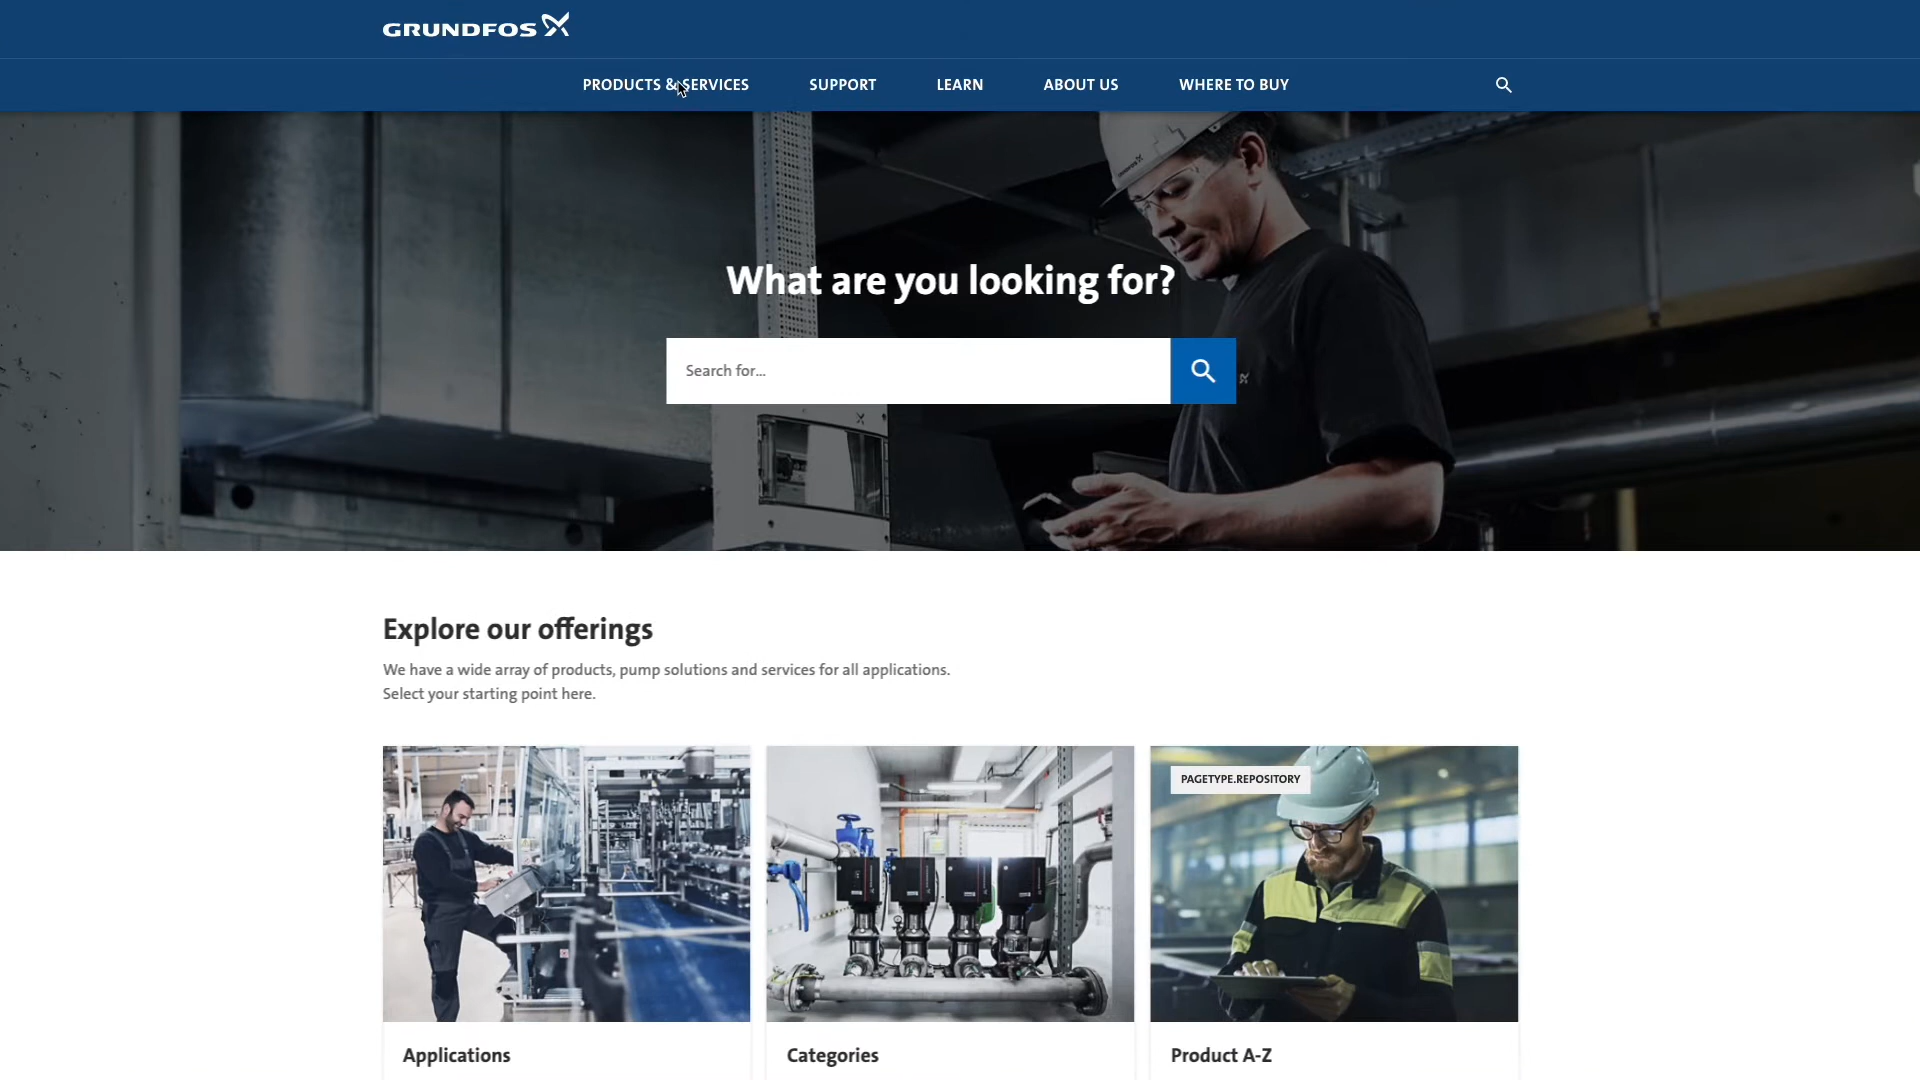 GRUNDFOS
PRODUCTS & SERVICES
SUPPORT
LEARN
ABOUT US
WHERE TO BUY
What are you looking for?
Search for...
Explore our offerings
We have a wide array of products, pump solutions and services for all applications.
Select your starting point here.
PAGETYPE.REPOSITORY
Applications
Categories
Product A-Z